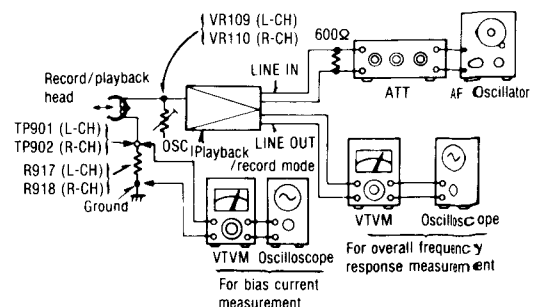 VR109 (L-CH)
VR110 (R-CH)
600Ω
LINE IN
ATT
AF Oscillator
Record/playback
head
TP901 (L-CH)
TP902 (R-CH)
OSC
Playback
/record mode
LINE OUT
R917 (L-CH)
R918 (R-CH)
Ground
VTVM
Oscilloscope
For bias current
measurement
VTVM
Oscilloscope
For overall frequency
response measurement